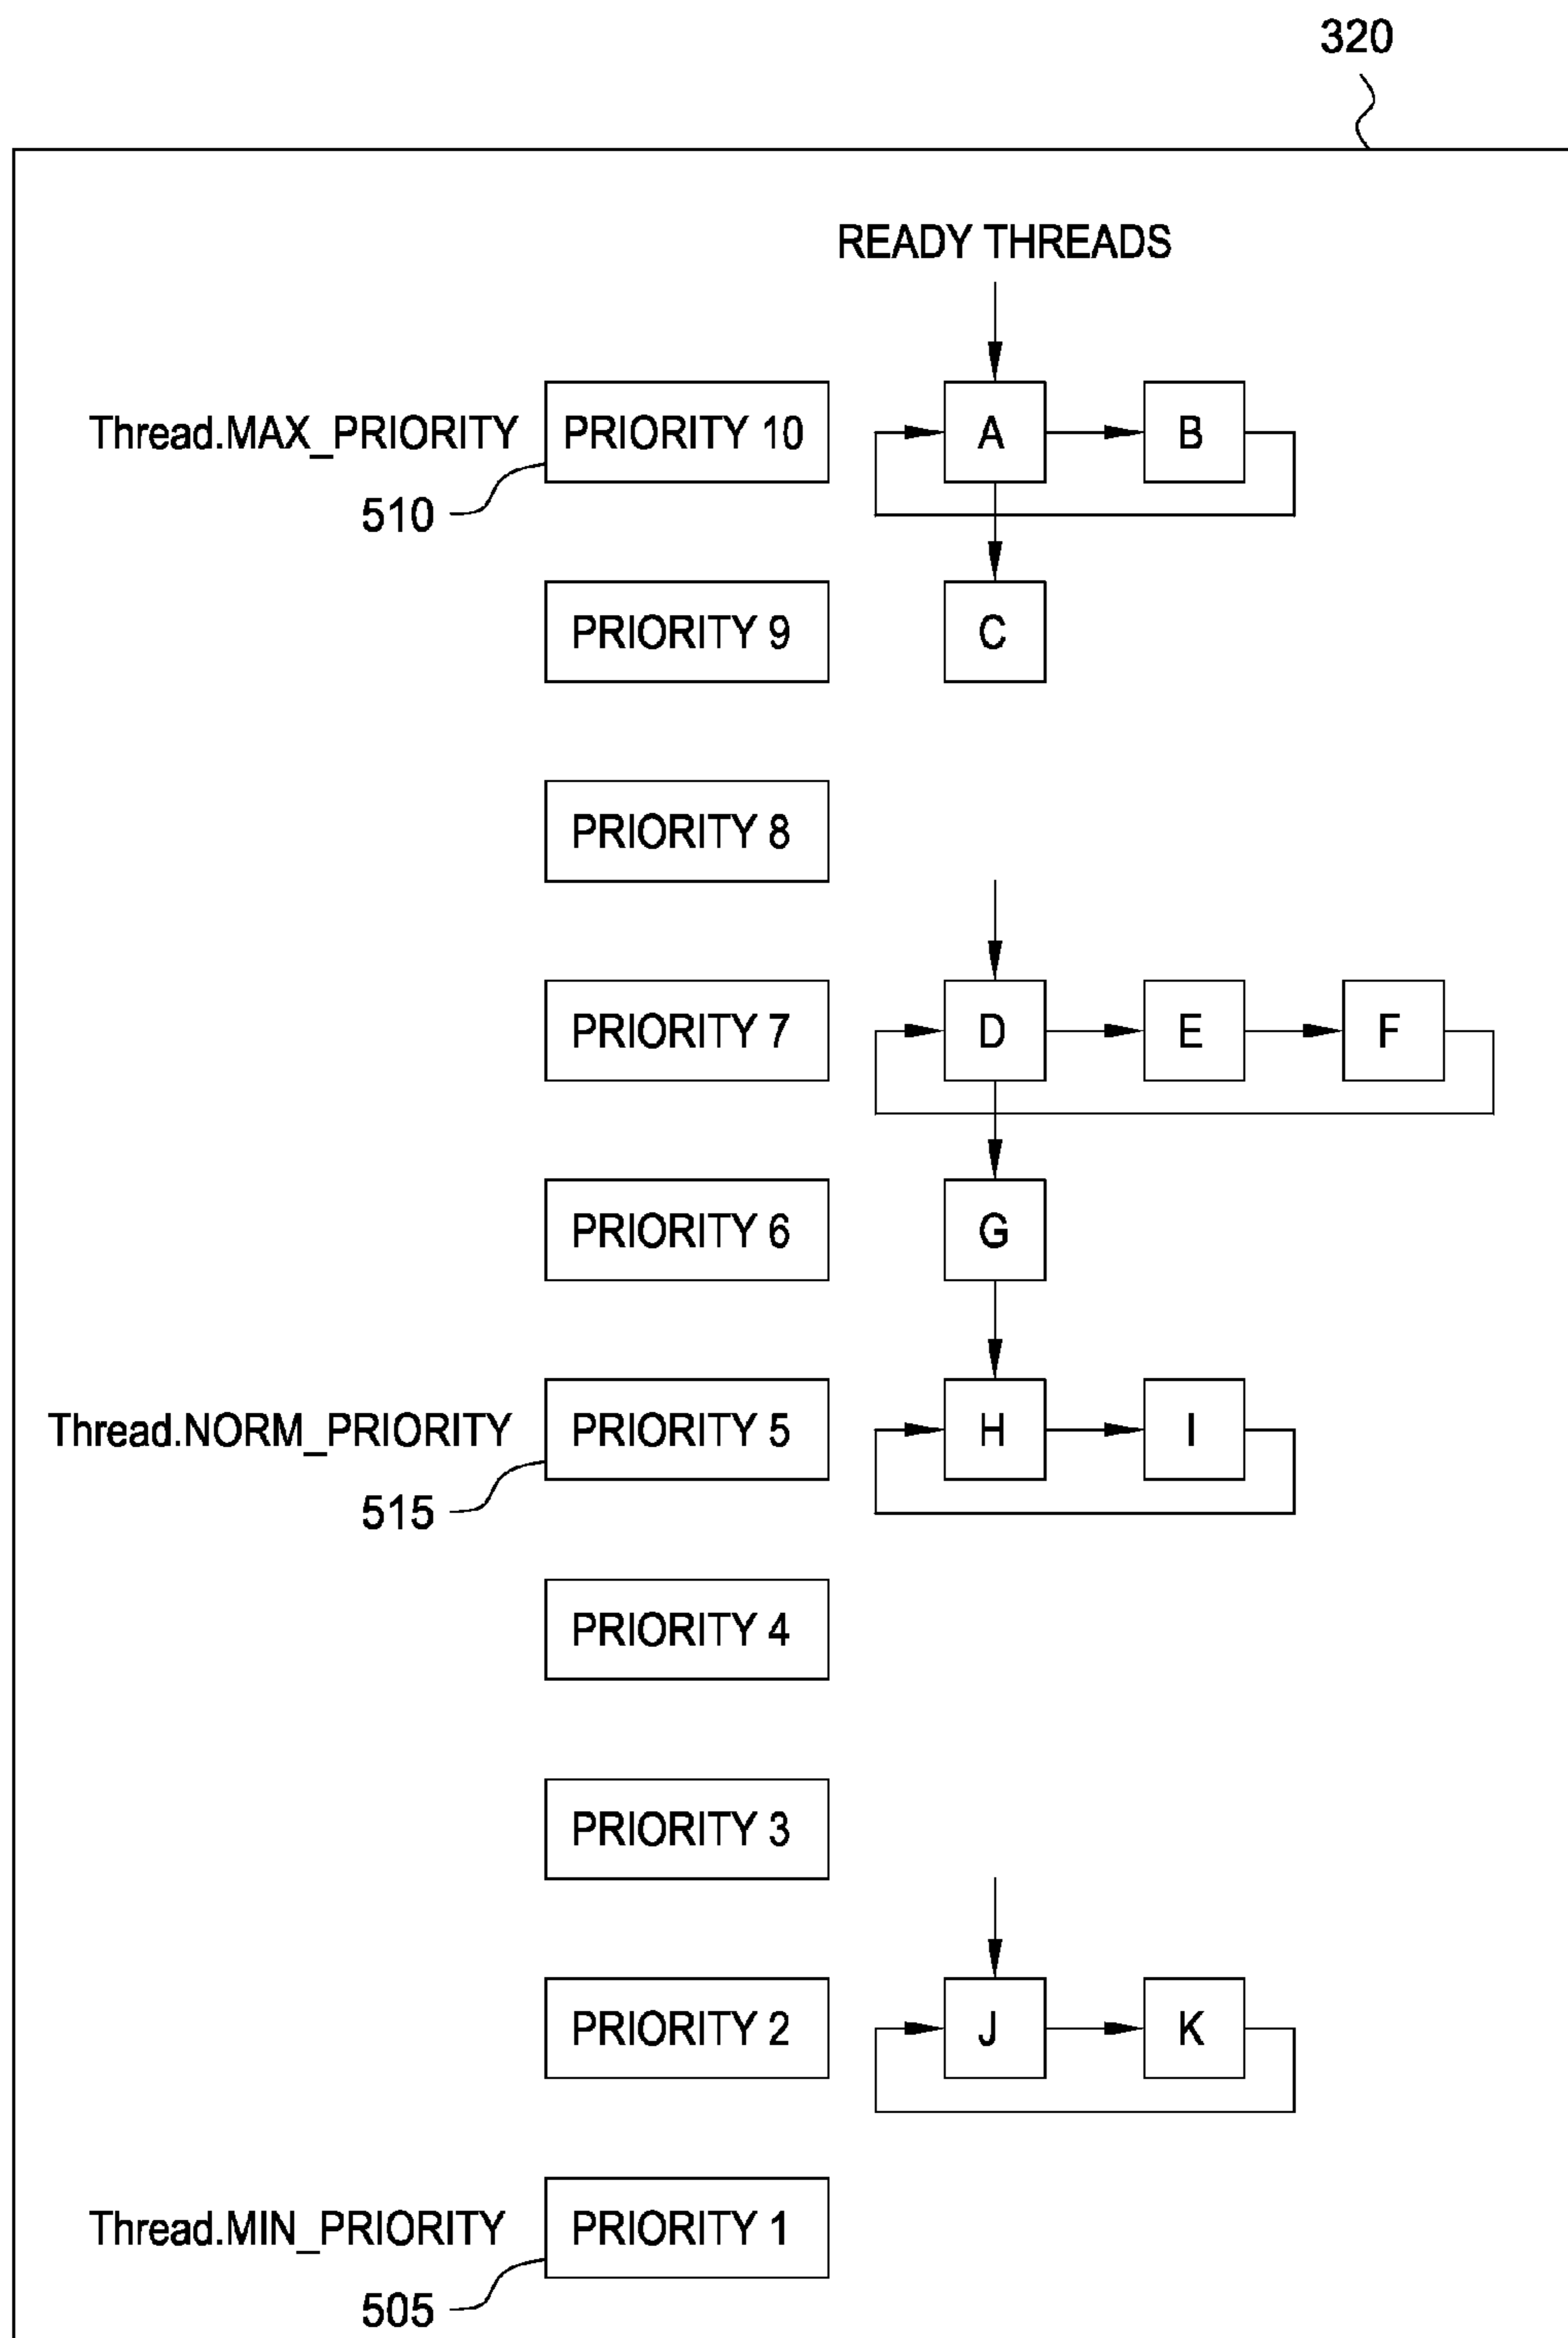 320
READY THREADS
Thread.MAX_PRIORITY PRIORITY 10 A B
510
PRIORITY 9 C
PRIORITY 8
PRIORITY 7 D E F
PRIORITY 6 G
Thread.NORM_PRIORITY PRIORITY 5 H I
515
PRIORITY 4
PRIORITY 3
PRIORITY 2 J K
Thread.MIN_PRIORITY PRIORITY 1
505